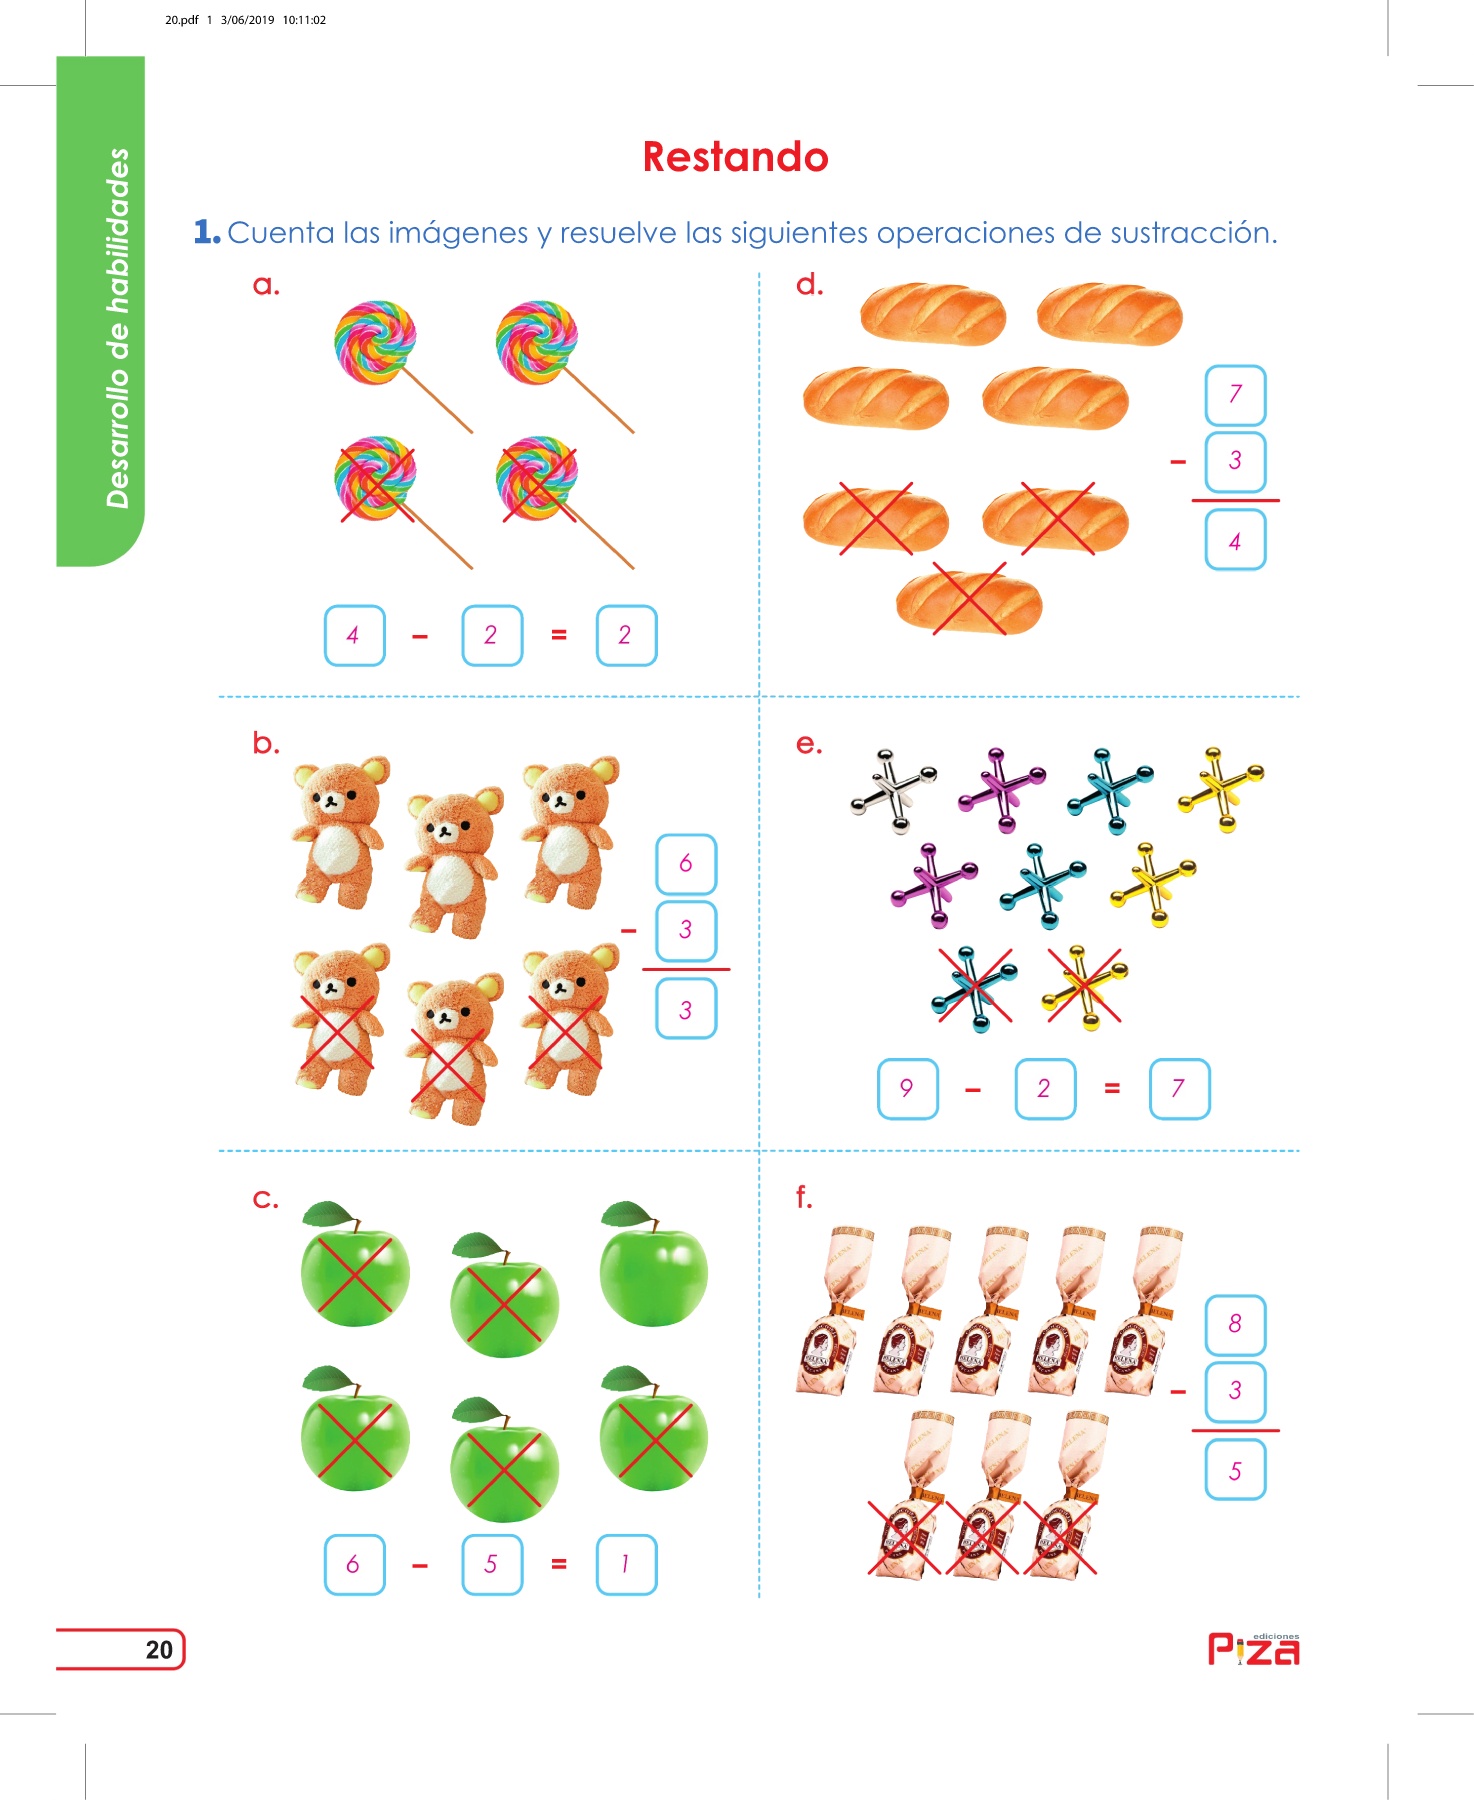 20.pdf 1 3/06/2019 10:11:02
Desarrollo de habilidades
Restando
1. Cuenta las imágenes y resuelve las siguientes operaciones de sustracción.
a.
4 - 2 = 2
d.
7
- 3
4
b.
6
- 3
3
e.
9 - 2 = 7
c.
6 - 5 = 1
f.
HELENA
8
- 3
5
20
ediciones
Piza